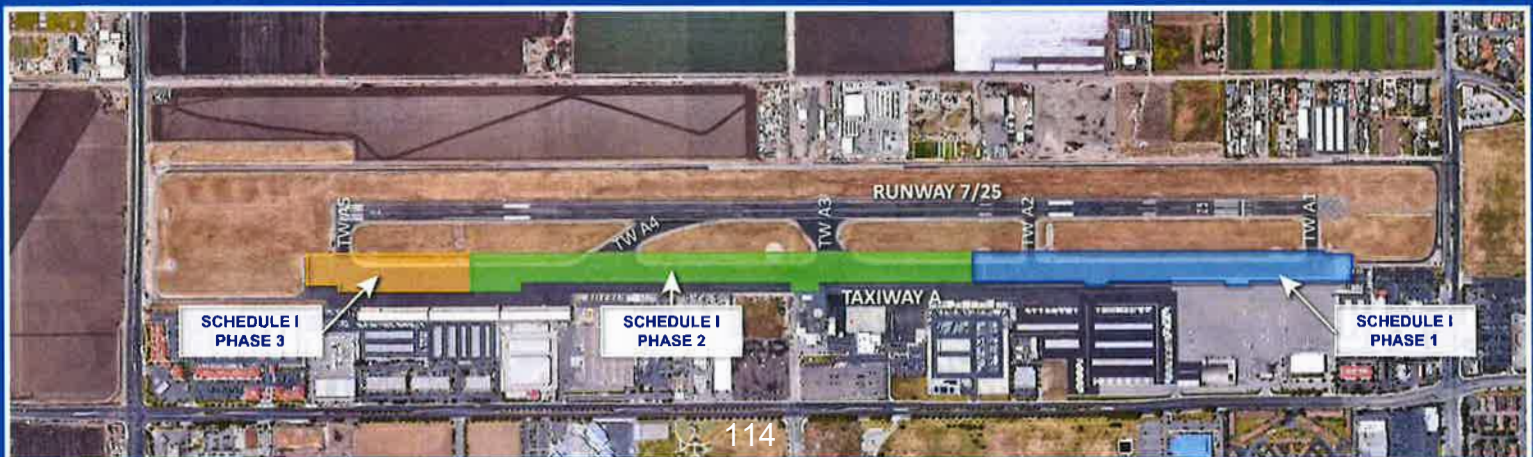 RUNWAY 7/25
TW A5
TW A4
TW A3
TW A2
TW A1
TAXIWAY A
SCHEDULE I
PHASE 3
SCHEDULE I
PHASE 2
SCHEDULE I
PHASE 1
114